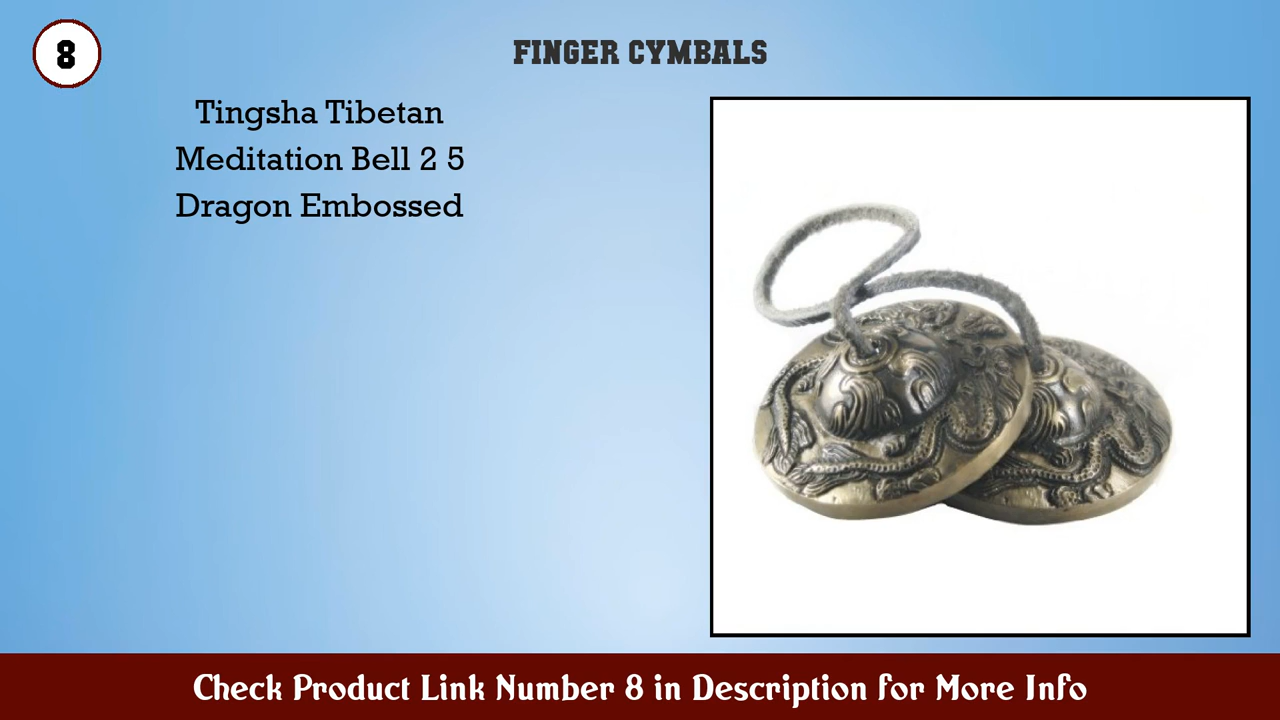 8
FINGER CYMBALS
Tingsha Tibetan
Meditation Bell 2 5
Dragon Embossed
Check Product Link Number 8 in Description for More Info